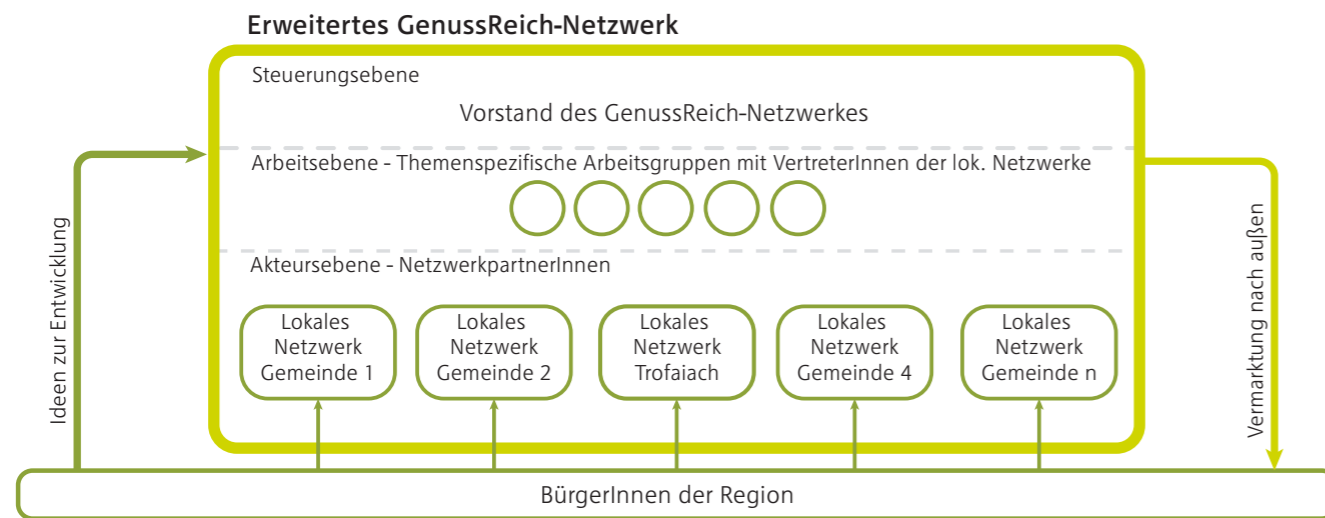 Erweitertes GenussReich-Netzwerk
Steuerungsebene
Vorstand des GenussReich-Netzwerkes
Arbeitsebene - Themenspezifische Arbeitsgruppen mit VertreterInnen der lok. Netzwerke
Akteursebene - NetzwerkpartnerInnen
Lokales
Netzwerk
Gemeinde 1
Lokales
Netzwerk
Gemeinde 2
Lokales
Netzwerk
Trofaiach
Lokales
Netzwerk
Gemeinde 4
Lokales
Netzwerk
Gemeinde n
Ideen zur Entwicklung
Vermarktung nach außen
BürgerInnen der Region